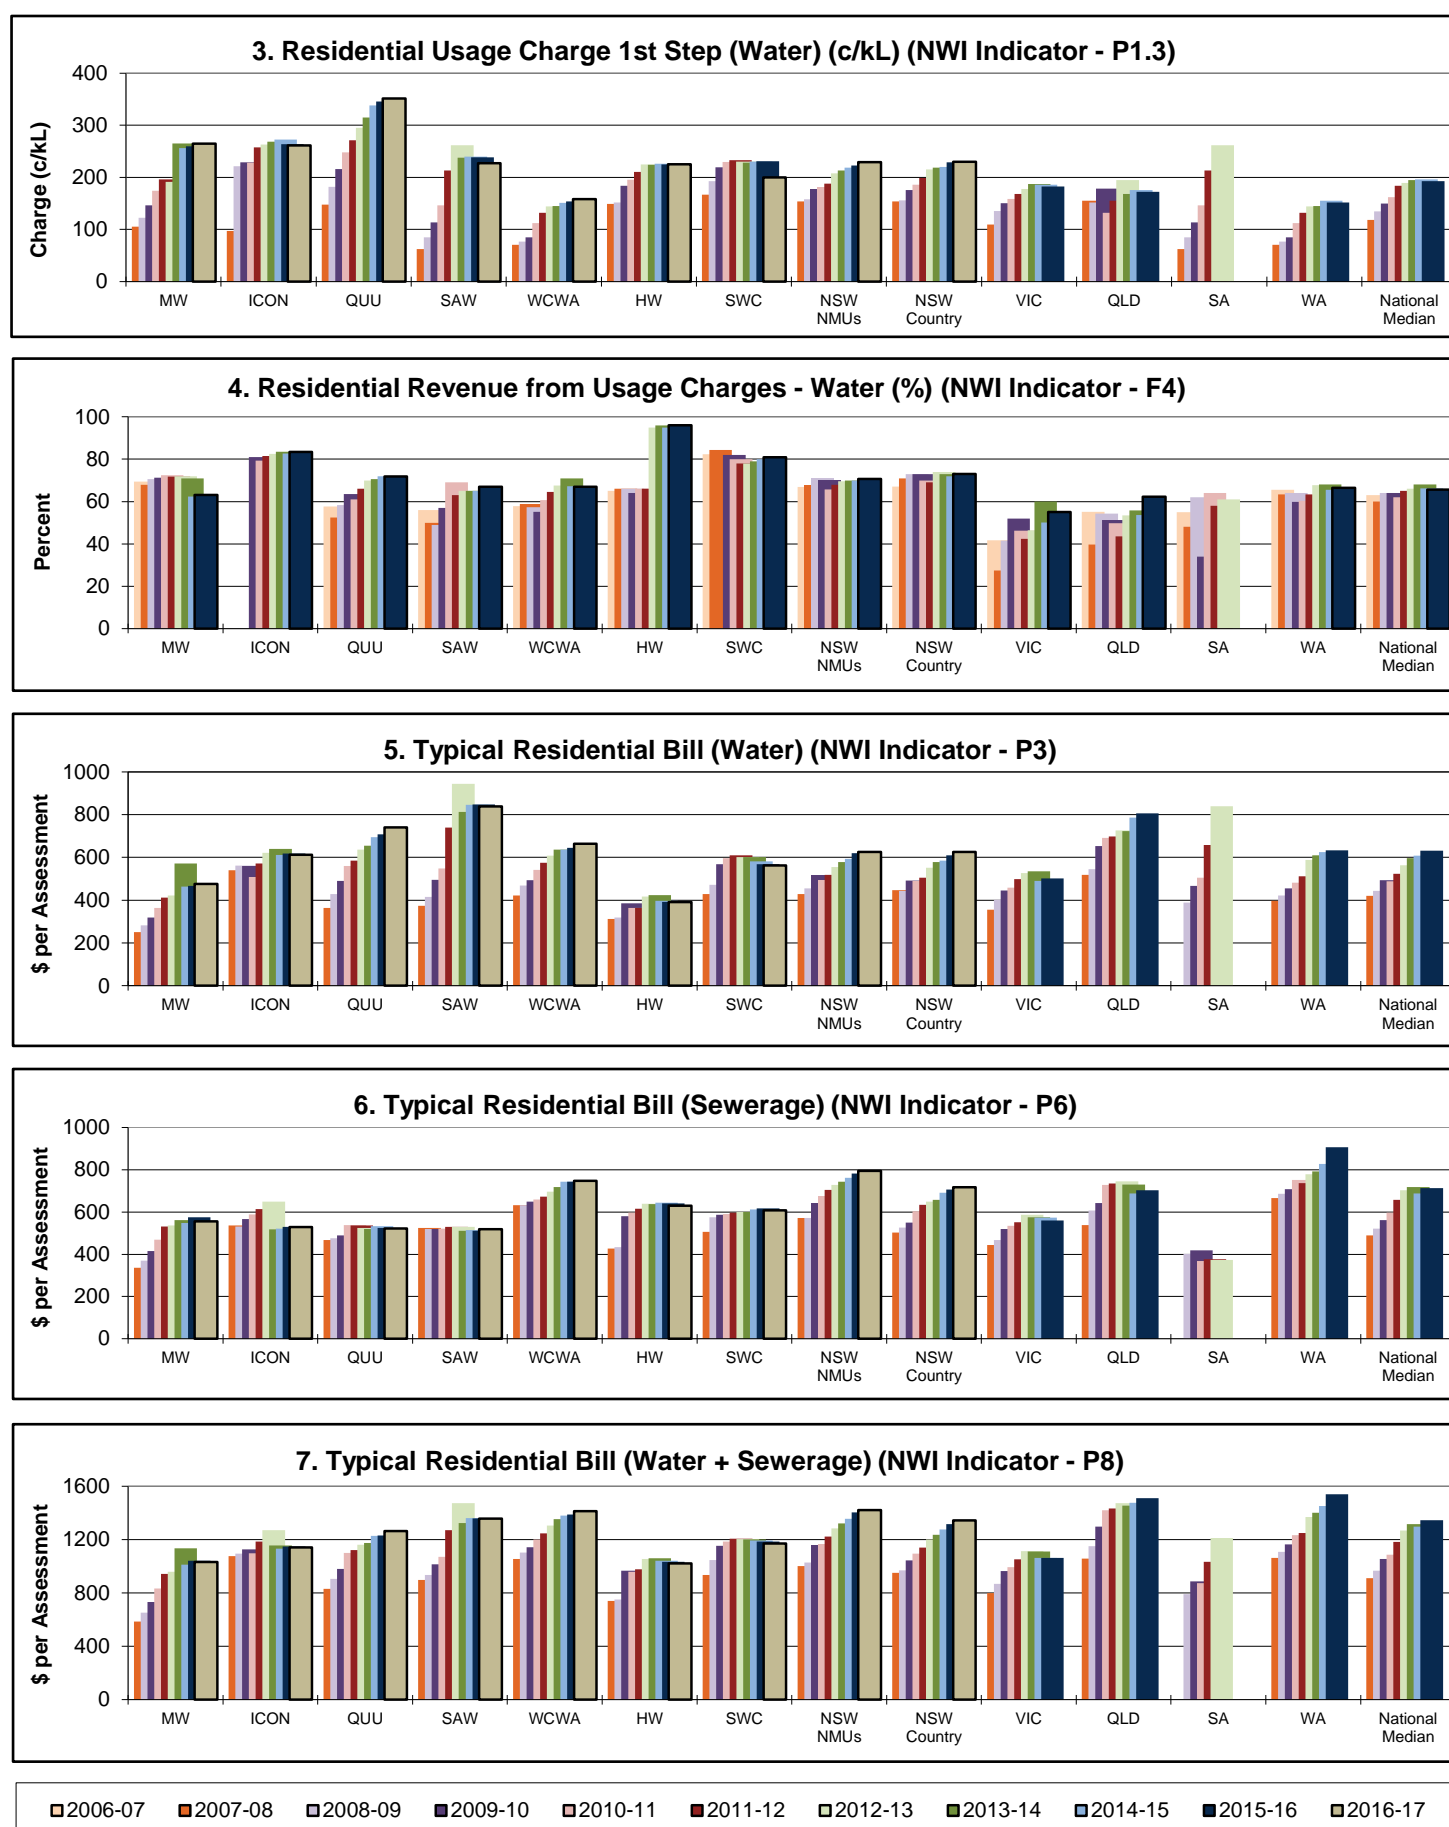 3. Residential Usage Charge 1st Step (Water) (c/kL) (NWI Indicator - P1.3)
Charge (c/kL)
400
300
200
100
0
MW ICON QUU SAW WCWA HW SWC NSW NMUs NSW Country VIC QLD SA WA National Median
4. Residential Revenue from Usage Charges - Water (%) (NWI Indicator - F4)
Percent
100
80
60
40
20
0
MW ICON QUU SAW WCWA HW SWC NSW NMUs NSW Country VIC QLD SA WA National Median
5. Typical Residential Bill (Water) (NWI Indicator - P3)
$ per Assessment
1000
800
600
400
200
0
MW ICON QUU SAW WCWA HW SWC NSW NMUs NSW Country VIC QLD SA WA National Median
6. Typical Residential Bill (Sewerage) (NWI Indicator - P6)
$ per Assessment
1000
800
600
400
200
0
MW ICON QUU SAW WCWA HW SWC NSW NMUs NSW Country VIC QLD SA WA National Median
7. Typical Residential Bill (Water + Sewerage) (NWI Indicator - P8)
$ per Assessment
1600
1200
800
400
0
MW ICON QUU SAW WCWA HW SWC NSW NMUs NSW Country VIC QLD SA WA National Median
2006-07 2007-08 2008-09 2009-10 2010-11 2011-12 2012-13 2013-14 2014-15 2015-16 2016-17